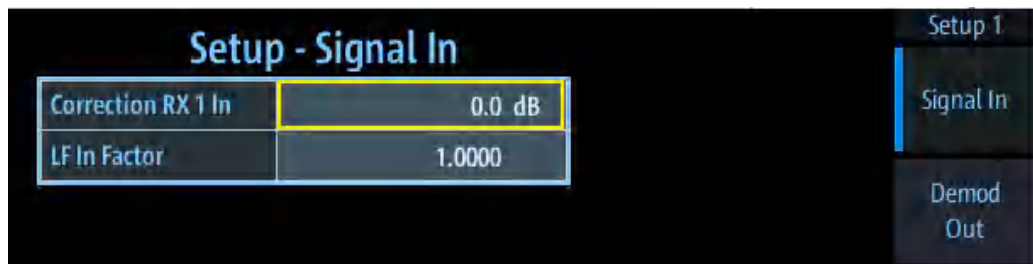 Setup - Signal In
Correction RX 1 In 0.0 dB
LF In Factor 1.0000
Setup 1
Signal In
Demod
Out